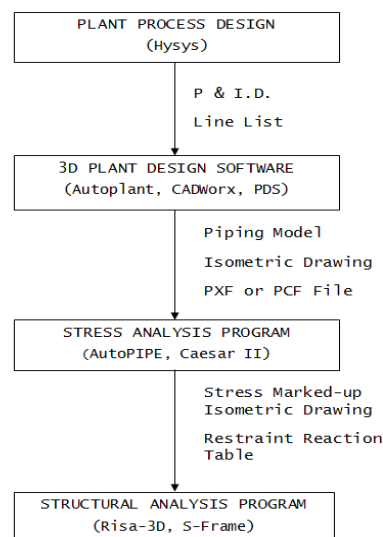 PLANT PROCESS DESIGN
(Hysys)
P & I.D.
Line List
3D PLANT DESIGN SOFTWARE
(Autoplant, CADWorx, PDS)
Piping Model
Isometric Drawing
PXF or PCF File
STRESS ANALYSIS PROGRAM
(AutoPIPE, Caesar II)
Stress Marked-up
Isometric Drawing
Restraint Reaction
Table
STRUCTURAL ANALYSIS PROGRAM
(Risa-3D, S-Frame)